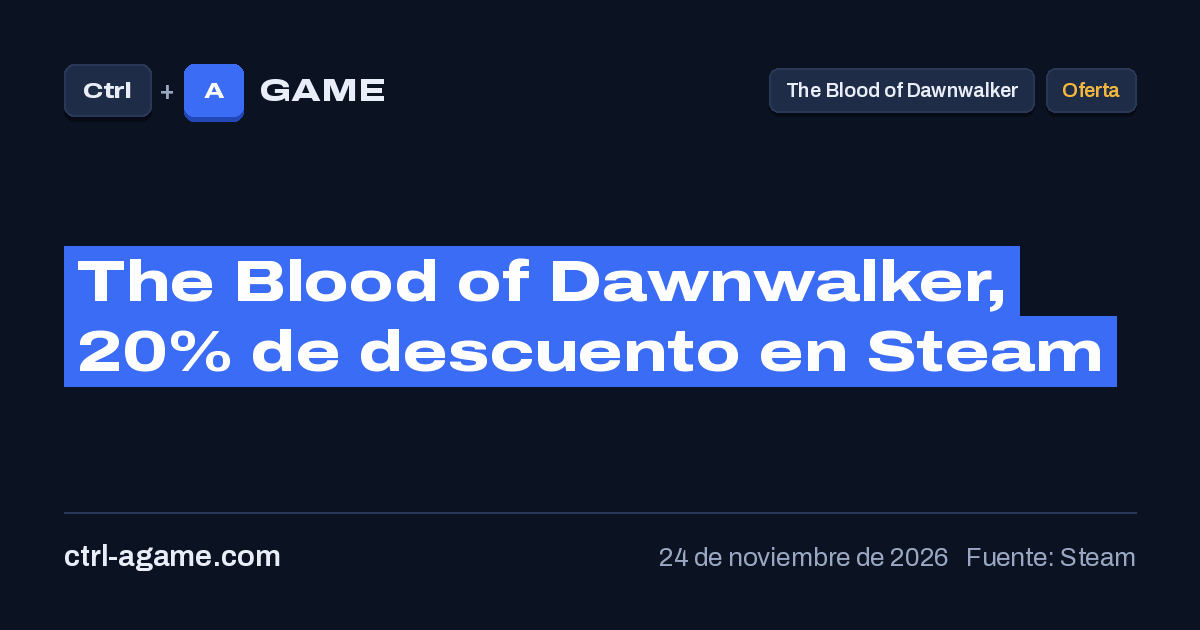 Ctrl + A GAME
The Blood of Dawnwalker Oferta
The Blood of Dawnwalker,
20% de descuento en Steam
ctrl-agame.com
24 de noviembre de 2026 Fuente: Steam